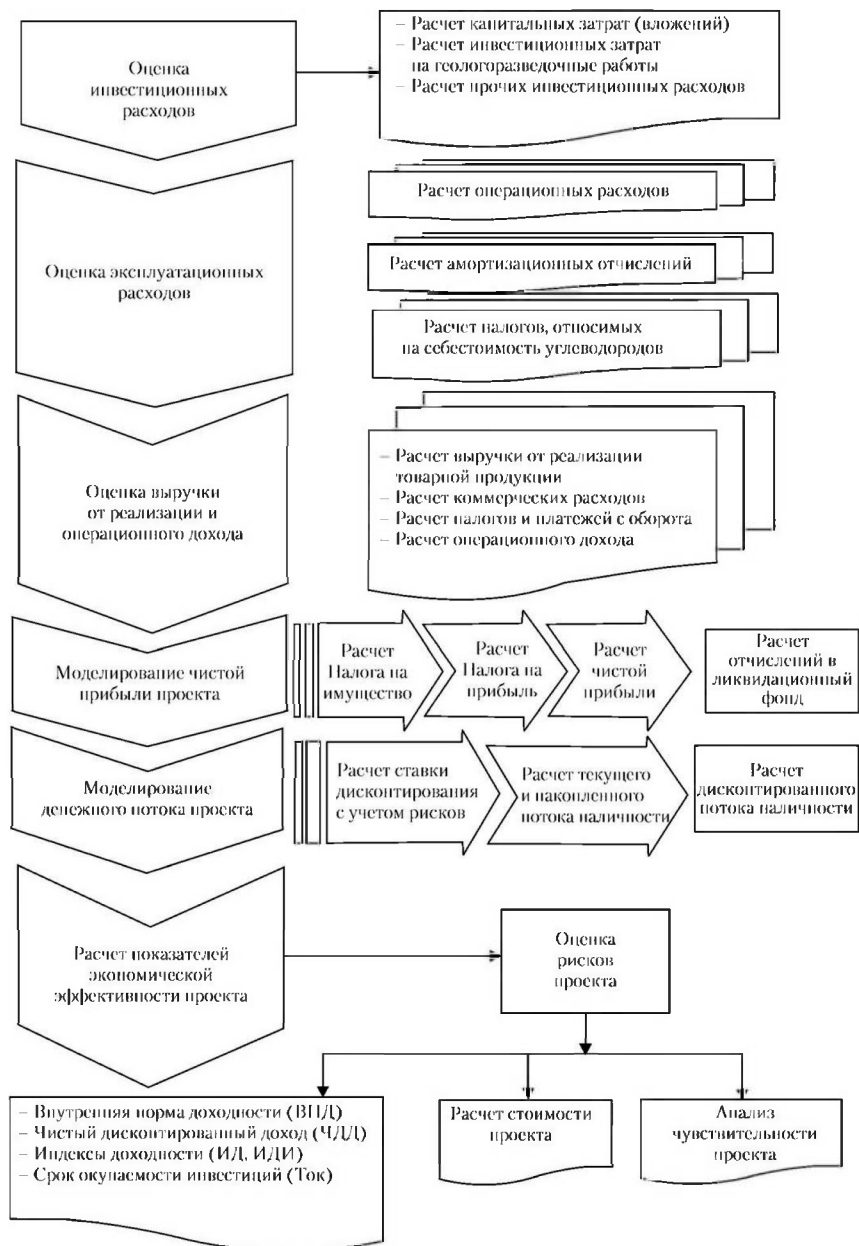 Оценка
инвестиционных
расходов
– Расчет капитальных затрат (вложений)
– Расчет инвестиционных затрат
на геологоразведочные работы
– Расчет прочих инвестиционных расходов
Оценка эксплуатационных
расходов
Расчет операционных расходов
Расчет амортизационных отчислений
Расчет налогов, относимых
на себестоимость углеводородов
Оценка выручки
от реализации и
операционного дохода
– Расчет выручки от реализации
товарной продукции
– Расчет коммерческих расходов
– Расчет налогов и платежей с оборота
– Расчет операционного дохода
Моделирование чистой
прибыли проекта
Расчет
Налога на
имущество
Расчет
Налога на
прибыль
Расчет
чистой
прибыли
Расчет
отчислений в
ликвидационный
фонд
Моделирование
денежного потока проекта
Расчет ставки
дисконтирования
с учетом рисков
Расчет текущего
и накопленного
потока наличности
Расчет
дисконтированного
потока наличности
Расчет показателей
экономической
эффективности проекта
Оценка
рисков
проекта
– Внутренняя норма доходности (ВНД)
– Чистый дисконтированный доход (ЧДД)
– Индексы доходности (ИД, ИДИ)
– Срок окупаемости инвестиций (Ток)
Расчет стоимости
проекта
Анализ
чувствительности
проекта